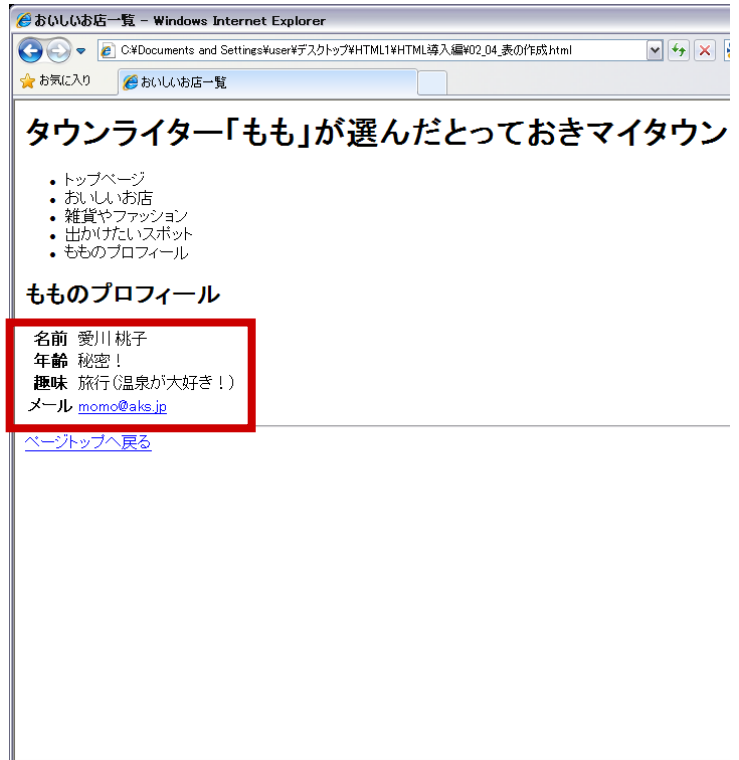 おいしいお店一覧 - Windows Internet Explorer
C:¥Documents and Settings¥user¥デスクトップ¥HTML1¥HTML導入編¥02_04_表の作成.html
お気に入り
おいしいお店一覧
タウンライター「もも」が選んだとっておきマイタウン
トップページ
おいしいお店
雑貨やファッション
出かけたいスポット
もものプロフィール
もものプロフィール
名前 愛川 桃子
年齢 秘密！
趣味 旅行(温泉が大好き！)
メール momo@aks.jp
ページトップへ戻る